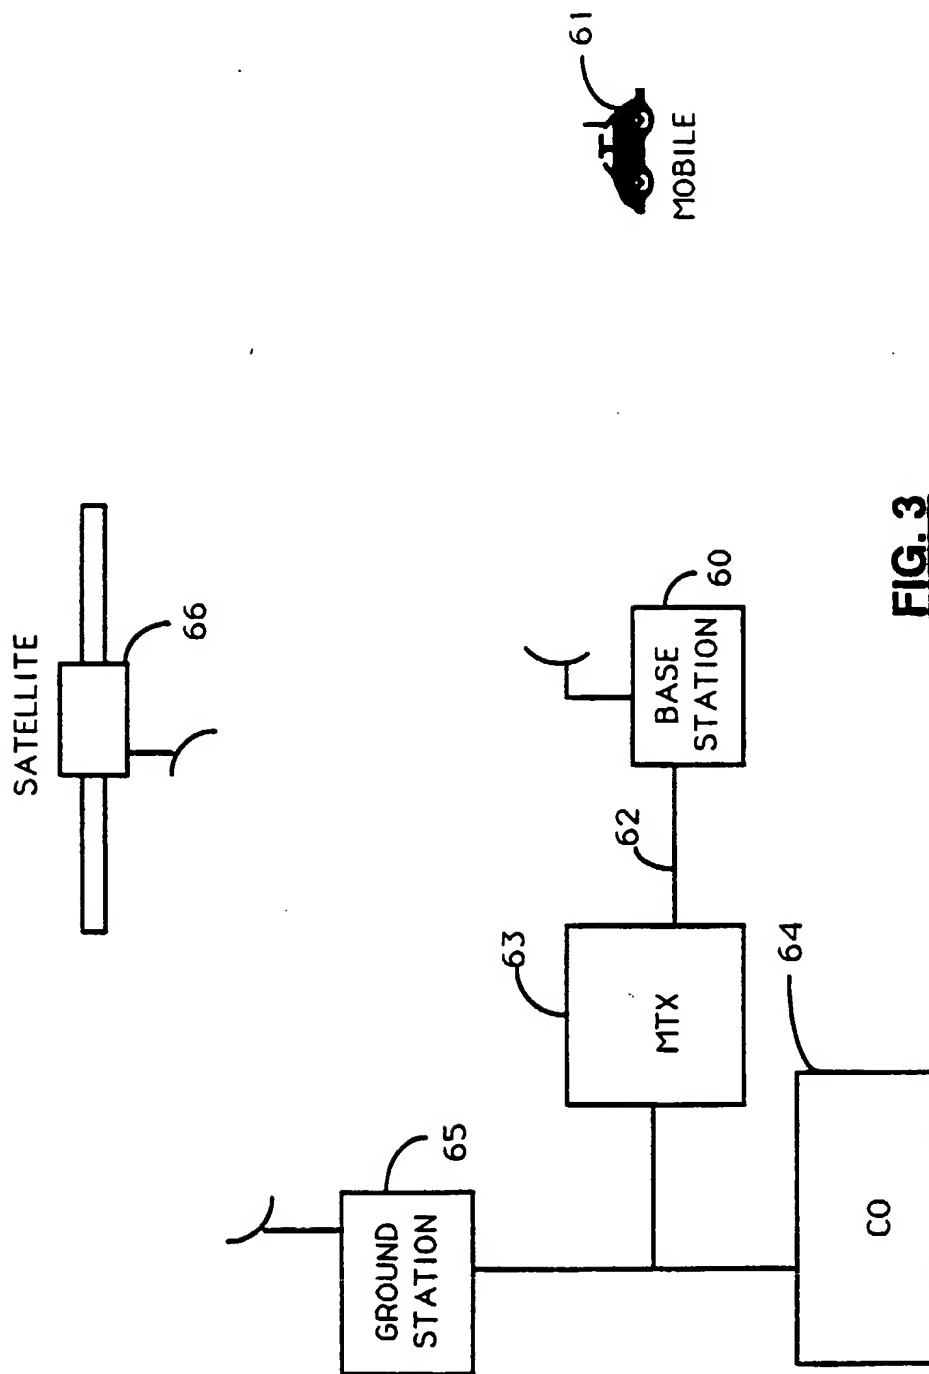 SATELLITE
66
61
MOBILE
60
BASE
STATION
62
63
MTX
64
65
GROUND
STATION
CO
FIG. 3